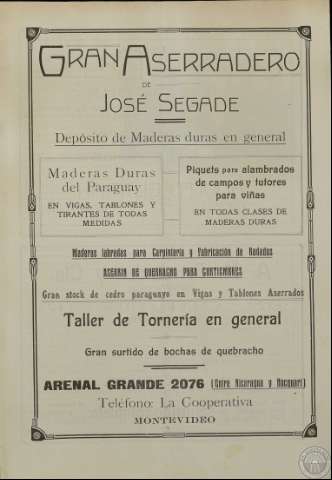 GRAN ASERRADERO
DE
JOSÉ SEGADE
Depósito de Maderas duras en general
Maderas Duras
del Paraguay
EN VIGAS, TABLONES Y
TIRANTES DE TODAS
MEDIDAS
Piquets para alambrados
de campos y tutores
para viñas
EN TODAS CLASES DE
MADERAS DURAS
Maderas labradas para Carpintería y Fabricación de Rodados
ASERRIN DE QUEBRACHO PARA CURTIEMBRES
Gran stock de cedro paraguayo en Vigas y Tablones Aserrados
Taller de Tornería en general
Gran surtido de bochas de quebracho
ARENAL GRANDE 2076 (Entre Nicaragua y Yacuarí)
Teléfono: La Cooperativa
MONTEVIDEO